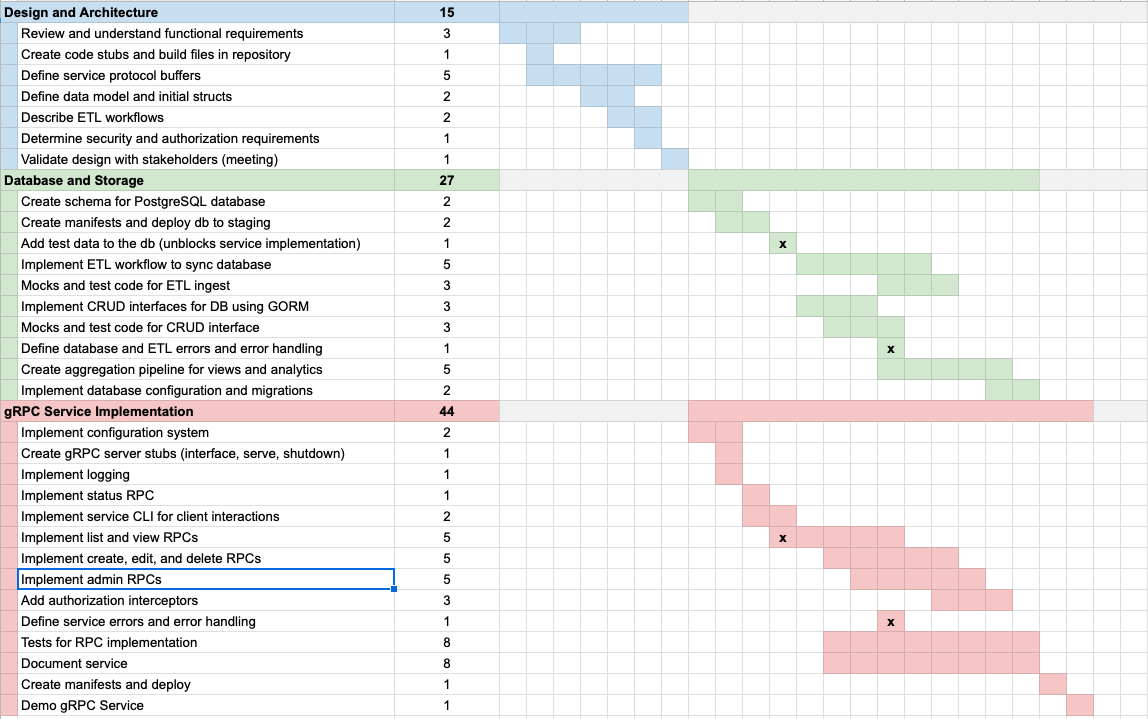 Design and Architecture 15
Review and understand functional requirements 3
Create code stubs and build files in repository 1
Define service protocol buffers 5
Define data model and initial structs 2
Describe ETL workflows 2
Determine security and authorization requirements 1
Validate design with stakeholders (meeting) 1
Database and Storage 27
Create schema for PostgreSQL database 2
Create manifests and deploy db to staging 2
Add test data to the db (unblocks service implementation) 1 x
Implement ETL workflow to sync database 5
Mocks and test code for ETL ingest 3
Implement CRUD interfaces for DB using GORM 3
Mocks and test code for CRUD interface 3
Define database and ETL errors and error handling 1 x
Create aggregation pipeline for views and analytics 5
Implement database configuration and migrations 2
gRPC Service Implementation 44
Implement configuration system 2
Create gRPC server stubs (interface, serve, shutdown) 1
Implement logging 1
Implement status RPC 1
Implement service CLI for client interactions 2
Implement list and view RPCs 5 x
Implement create, edit, and delete RPCs 5
Implement admin RPCs 5
Add authorization interceptors 3
Define service errors and error handling 1 x
Tests for RPC implementation 8
Document service 8
Create manifests and deploy 1
Demo gRPC Service 1